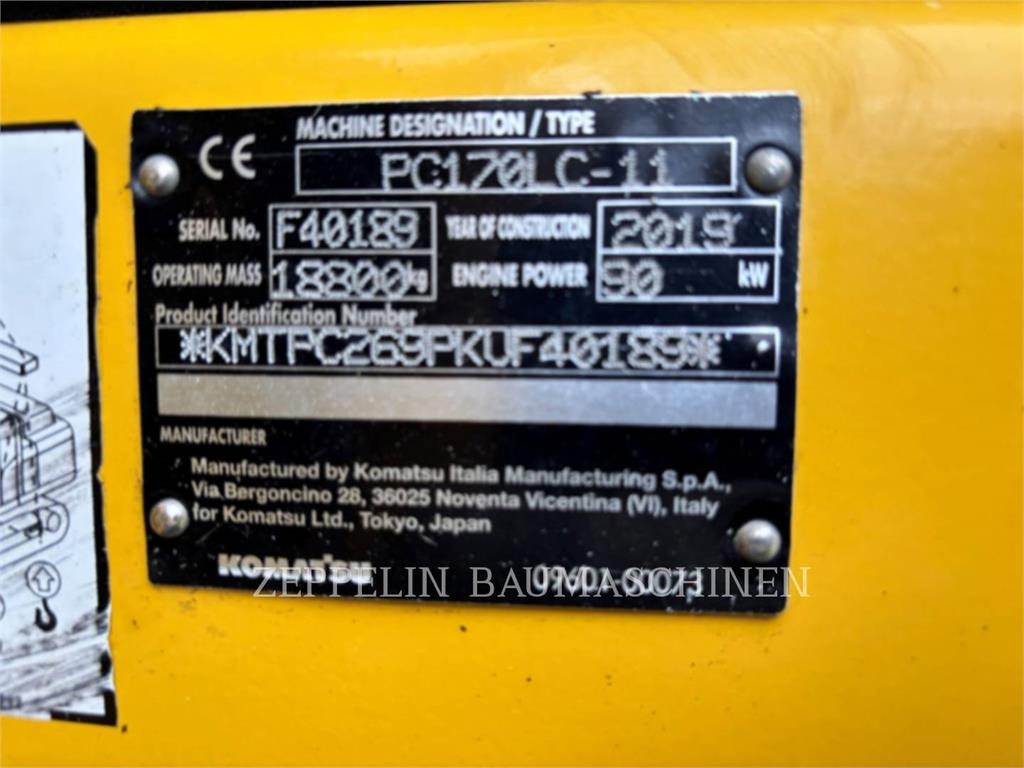 CE MACHINE DESIGNATION / TYPE
PC170LC-11
SERIAL No. F40189 YEAR OF CONSTRUCTION 2019
OPERATING MASS 18800kg ENGINE POWER 90 kW
Product Identification Number
*KMTPC269PKUF40189*
MANUFACTURER
Manufactured by Komatsu Italia Manufacturing S.p.A.,
Via Bergoncino 28, 36025 Noventa Vicentina (VI), Italy
for Komatsu Ltd., Tokyo, Japan
KOMATSU
ZEPPELIN BAUMASCHINEN